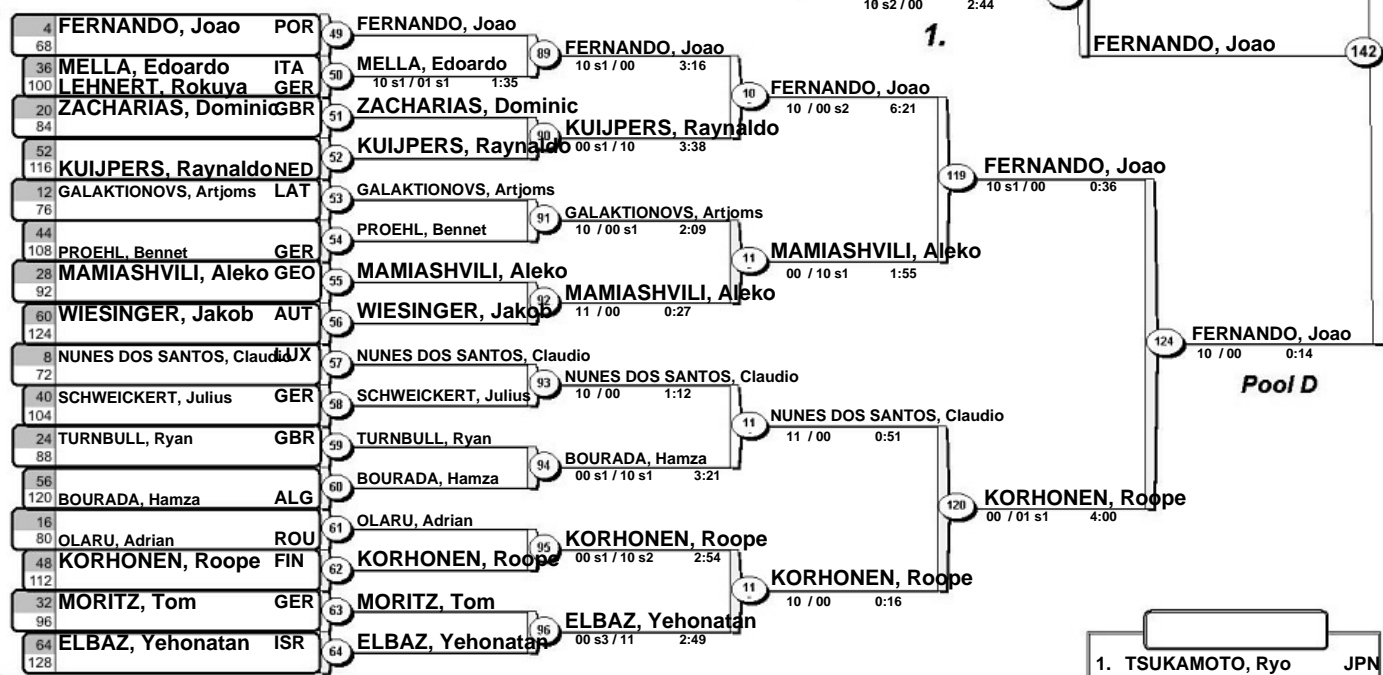 10 s2 / 00 2:44
1.
FERNANDO, Joao
142
4 FERNANDO, Joao POR
68
49
FERNANDO, Joao
36 MELLA, Edoardo ITA
100 LEHNERT, Rokuya GER
50
MELLA, Edoardo
10 s1 / 01 s1 1:35
89
FERNANDO, Joao
10 s1 / 00 3:16
20 ZACHARIAS, Dominic GBR
84
51
ZACHARIAS, Dominic
52
116 KUIJPERS, Raynaldo NED
52
KUIJPERS, Raynaldo
90
KUIJPERS, Raynaldo
00 s1 / 10 3:38
10
FERNANDO, Joao
10 / 00 s2 6:21
12 GALAKTIONOVS, Artjoms LAT
76
53
GALAKTIONOVS, Artjoms
44
108 PROEHL, Bennet GER
54
PROEHL, Bennet
91
GALAKTIONOVS, Artjoms
10 / 00 s1 2:09
28 MAMIASHVILI, Aleko GEO
92
55
MAMIASHVILI, Aleko
60 WIESINGER, Jakob AUT
124
56
WIESINGER, Jakob
92
MAMIASHVILI, Aleko
11 / 00 0:27
11
MAMIASHVILI, Aleko
00 / 10 s1 1:55
119
FERNANDO, Joao
10 s1 / 00 0:36
8 NUNES DOS SANTOS, Claudio LUX
72
57
NUNES DOS SANTOS, Claudio
40 SCHWEICKERT, Julius GER
104
58
SCHWEICKERT, Julius
93
NUNES DOS SANTOS, Claudio
10 / 00 1:12
24 TURNBULL, Ryan GBR
88
59
TURNBULL, Ryan
56
120 BOURADA, Hamza ALG
60
BOURADA, Hamza
94
BOURADA, Hamza
00 s1 / 10 s1 3:21
11
NUNES DOS SANTOS, Claudio
11 / 00 0:51
16
80 OLARU, Adrian ROU
61
OLARU, Adrian
48 KORHONEN, Roope FIN
112
62
KORHONEN, Roope
95
KORHONEN, Roope
00 s1 / 10 s2 2:54
32 MORITZ, Tom GER
96
63
MORITZ, Tom
64 ELBAZ, Yehonatan ISR
128
64
ELBAZ, Yehonatan
96
ELBAZ, Yehonatan
00 s3 / 11 2:49
11
KORHONEN, Roope
10 / 00 0:16
120
KORHONEN, Roope
00 / 01 s1 4:00
124
FERNANDO, Joao
10 / 00 0:14
Pool D
1. TSUKAMOTO, Ryo JPN